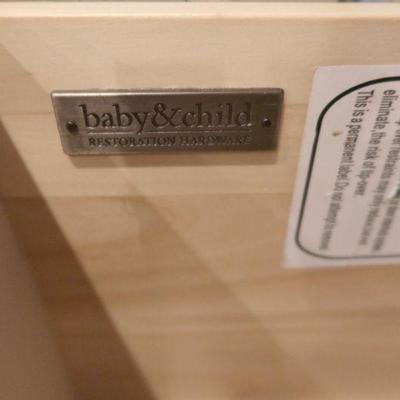 baby&child
RESTORATION HARDWARE
eliminate, the risk of tip-over.
This is a permanent label. Do not attempt to remove!